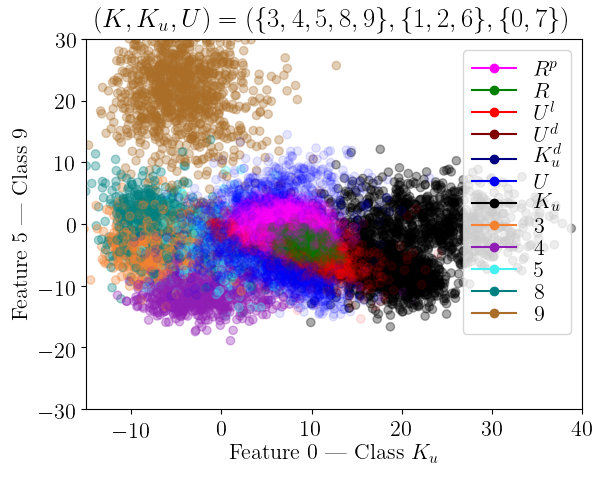 (K, K_u, U) = ({3, 4, 5, 8, 9}, {1, 2, 6}, {0, 7})
30
20
10
0
−10
−20
−30
Feature 5 — Class 9
−10 0 10 20 30 40
Feature 0 — Class K_u
R^p
R
U^l
U^d
K_u^d
U
K_u
3
4
5
8
9